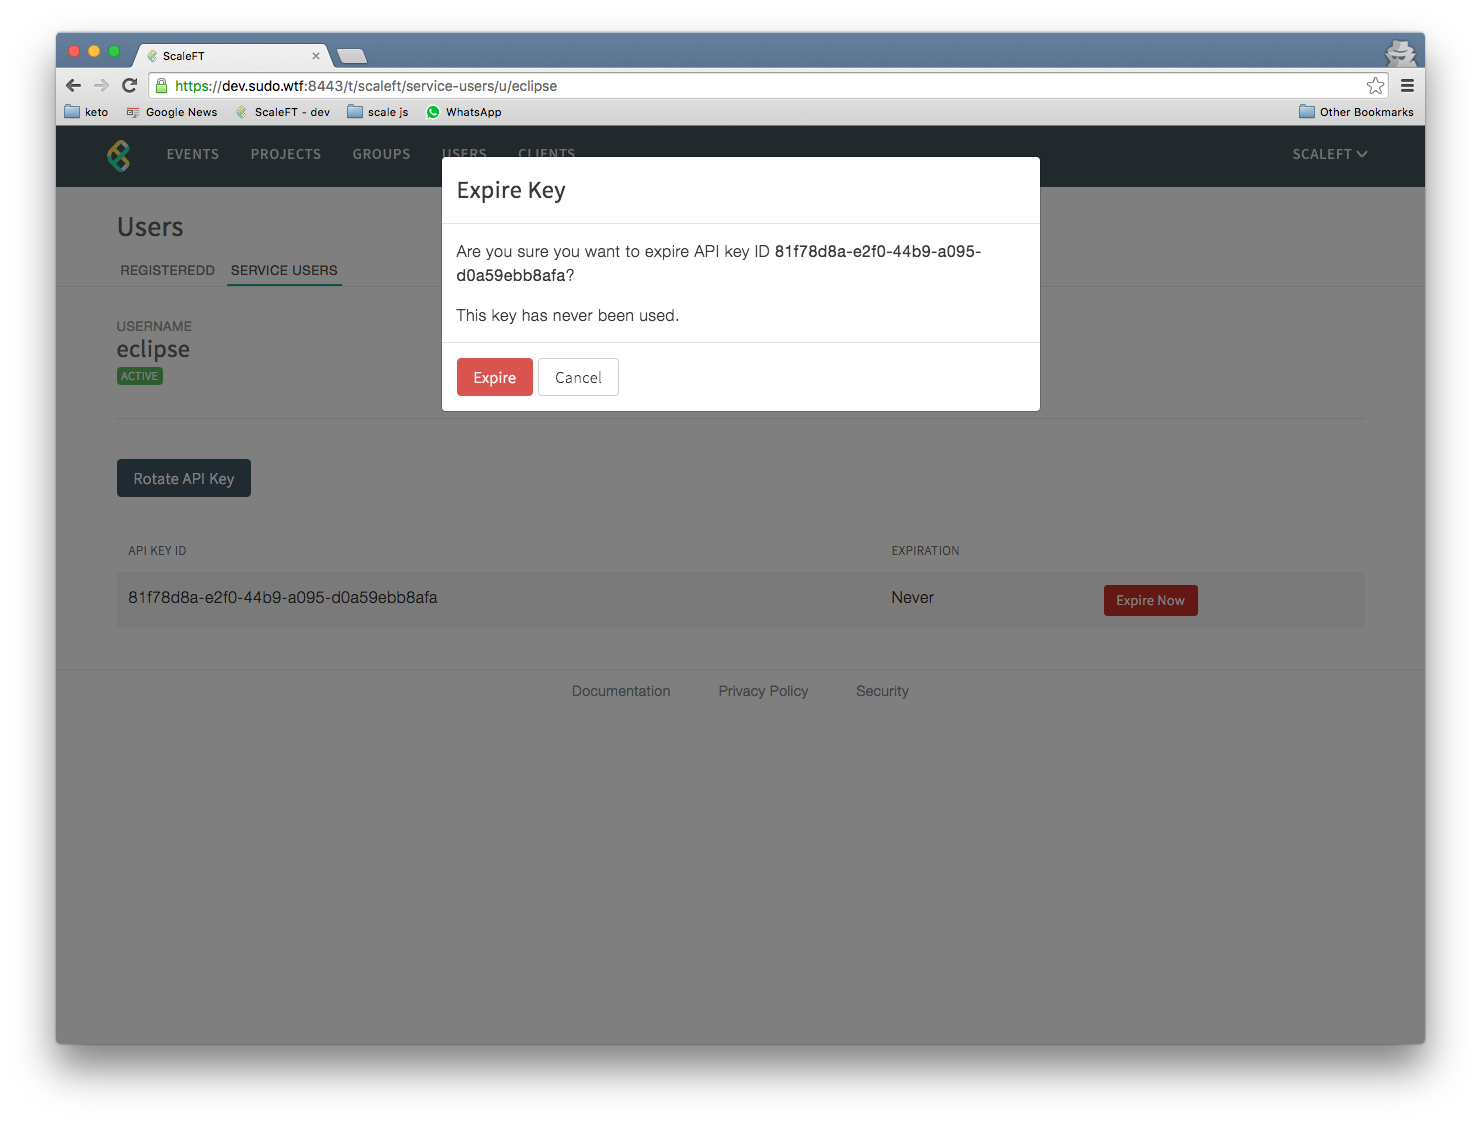 ScaleFT
https://dev.sudo.wtf:8443/t/scaleft/service-users/u/eclipse
keto Google News ScaleFT - dev scale js WhatsApp Other Bookmarks
EVENTS PROJECTS GROUPS USERS CLIENTS SCALEFT
Expire Key
Are you sure you want to expire API key ID 81f78d8a-e2f0-44b9-a095-
d0a59ebb8afa?
This key has never been used.
Expire Cancel
Users
REGISTEREDD SERVICE USERS
USERNAME
eclipse
ACTIVE
Rotate API Key
API KEY ID EXPIRATION
81f78d8a-e2f0-44b9-a095-d0a59ebb8afa Never Expire Now
Documentation Privacy Policy Security